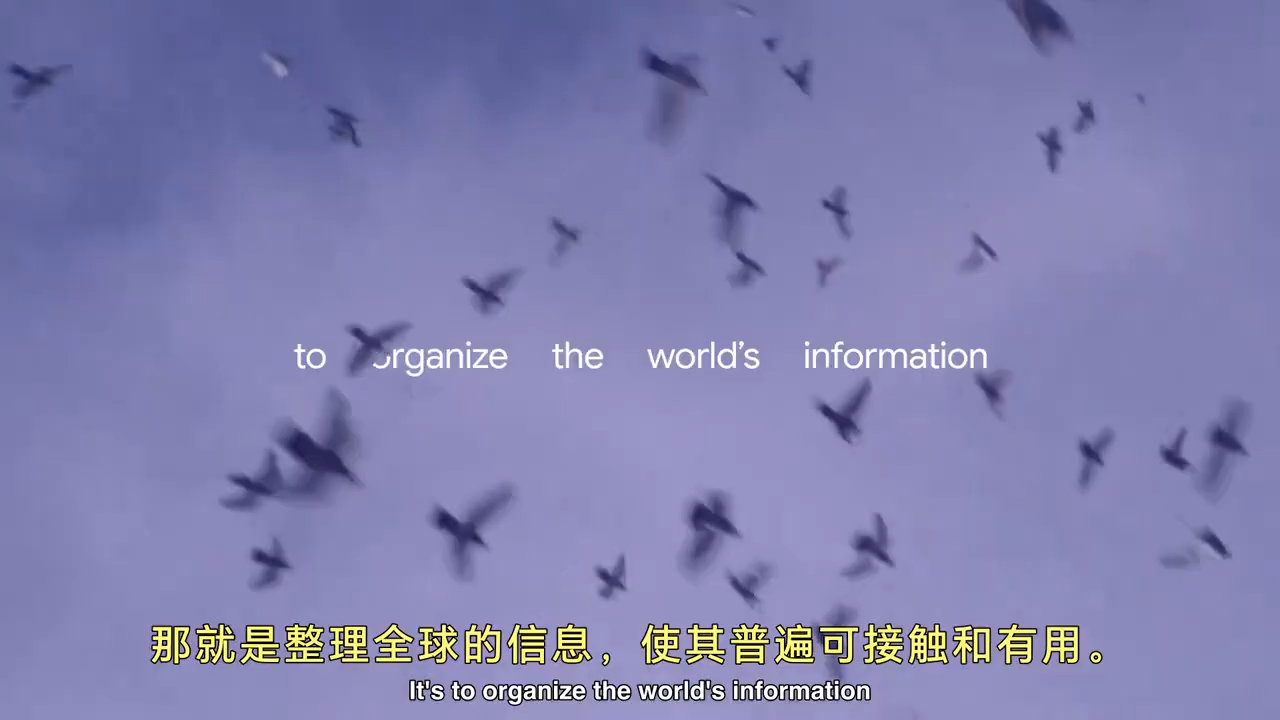 to organize the world’s information
那就是整理全球的信息，使其普遍可接触和有用。
It's to organize the world's information